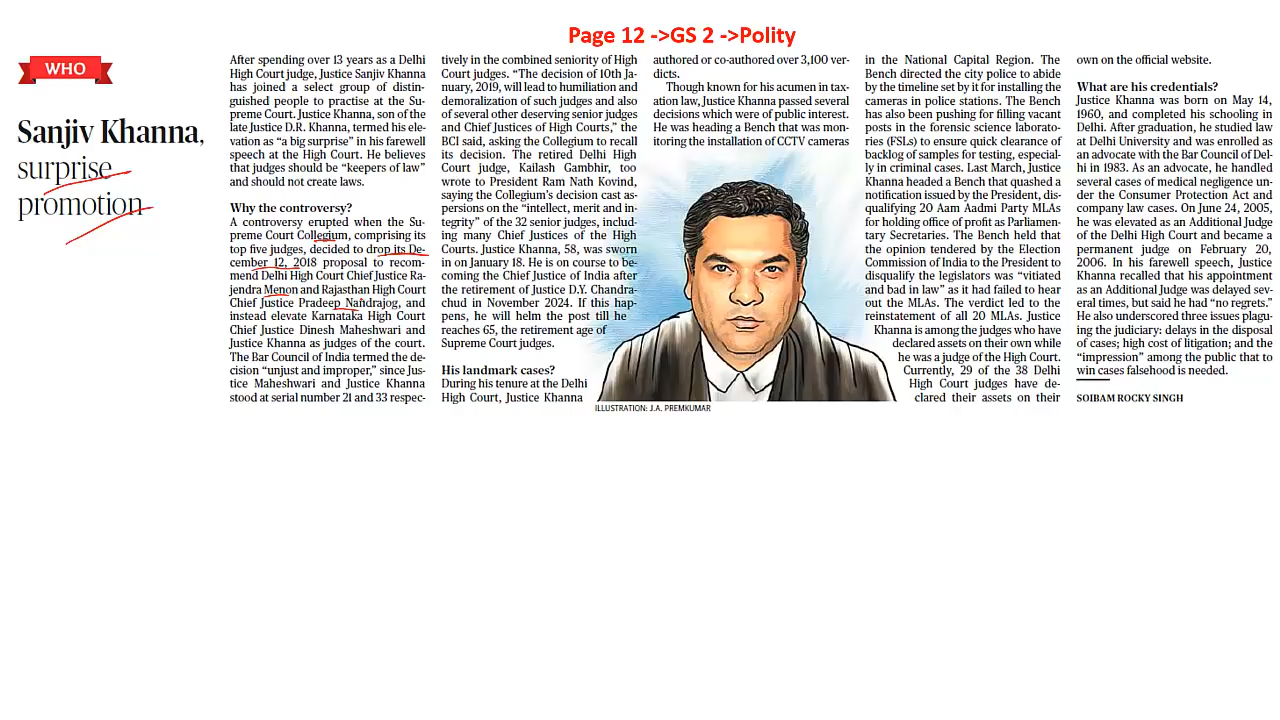 Page 12 ->GS 2 ->Polity
WHO
Sanjiv Khanna,
surprise
promotion
After spending over 13 years as a Delhi
High Court judge, Justice Sanjiv Khanna
has joined a select group of distin-
guished people to practise at the Su-
preme Court. Justice Khanna, son of the
late Justice D.R. Khanna, termed his ele-
vation as “a big surprise” in his farewell
speech at the High Court. He believes
that judges should be “keepers of law”
and should not create laws.
Why the controversy?
A controversy erupted when the Su-
preme Court Collegium, comprising its
top five judges, decided to drop its De-
cember 12, 2018 proposal to recom-
mend Delhi High Court Chief Justice Ra-
jendra Menon and Rajasthan High Court
Chief Justice Pradeep Nandrajog, and
instead elevate Karnataka High Court
Chief Justice Dinesh Maheshwari and
Justice Khanna as judges of the court.
The Bar Council of India termed the de-
cision “unjust and improper,” since Jus-
tice Maheshwari and Justice Khanna
stood at serial number 21 and 33 respec-
tively in the combined seniority of High
Court judges. “The decision of 10th Ja-
nuary, 2019, will lead to humiliation and
demoralization of such judges and also
of several other deserving senior judges
and Chief Justices of High Courts,” the
BCI said, asking the Collegium to recall
its decision. The retired Delhi High
Court judge, Kailash Gambhir, too
wrote to President Ram Nath Kovind,
saying the Collegium’s decision cast as-
persions on the “intellect, merit and in-
tegrity” of the 32 senior judges, includ-
ing many Chief Justices of the High
Courts. Justice Khanna, 58, was sworn
in on January 18. He is on course to be-
coming the Chief Justice of India after
the retirement of Justice D.Y. Chandra-
chud in November 2024. If this hap-
pens, he will helm the post till he
reaches 65, the retirement age of
Supreme Court judges.
His landmark cases?
During his tenure at the Delhi
High Court, Justice Khanna
authored or co-authored over 3,100 ver-
dicts.
Though known for his acumen in tax-
ation law, Justice Khanna passed several
decisions which were of public interest.
He was heading a Bench that was mon-
itoring the installation of CCTV cameras
ILLUSTRATION: J.A. PREMKUMAR
in the National Capital Region. The
Bench directed the city police to abide
by the timeline set by it for installing the
cameras in police stations. The Bench
has also been pushing for filling vacant
posts in the forensic science laborato-
ries (FSLs) to ensure quick clearance of
backlog of samples for testing, especial-
ly in criminal cases. Last March, Justice
Khanna headed a Bench that quashed a
notification issued by the President, dis-
qualifying 20 Aam Aadmi Party MLAs
for holding office of profit as Parliamen-
tary Secretaries. The Bench held that
the opinion tendered by the Election
Commission of India to the President to
disqualify the legislators was “vitiated
and bad in law” as it had failed to hear
out the MLAs. The verdict led to the
reinstatement of all 20 MLAs. Justice
Khanna is among the judges who have
declared assets on their own while
he was a judge of the High Court.
Currently, 29 of the 38 Delhi
High Court judges have de-
clared their assets on their
own on the official website.
What are his credentials?
Justice Khanna was born on May 14,
1960, and completed his schooling in
Delhi. After graduation, he studied law
at Delhi University and was enrolled as
an advocate with the Bar Council of Del-
hi in 1983. As an advocate, he handled
several cases of medical negligence un-
der the Consumer Protection Act and
company law cases. On June 24, 2005,
he was elevated as an Additional Judge
of the Delhi High Court and became a
permanent judge on February 20,
2006. In his farewell speech, Justice
Khanna recalled that his appointment
as an Additional Judge was delayed sev-
eral times, but said he had “no regrets.”
He also underscored three issues plagu-
ing the judiciary: delays in the disposal
of cases; high cost of litigation; and the
“impression” among the public that to
win cases falsehood is needed.
SOIBAM ROCKY SINGH